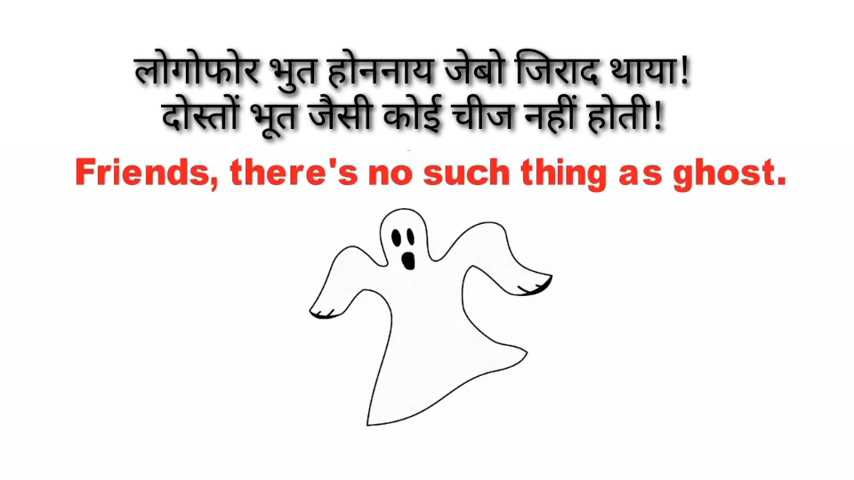 लोगोफोर भुत होननाय जेबो जिराद थाया!
दोस्तों भूत जैसी कोई चीज नहीं होती!
Friends, there's no such thing as ghost.